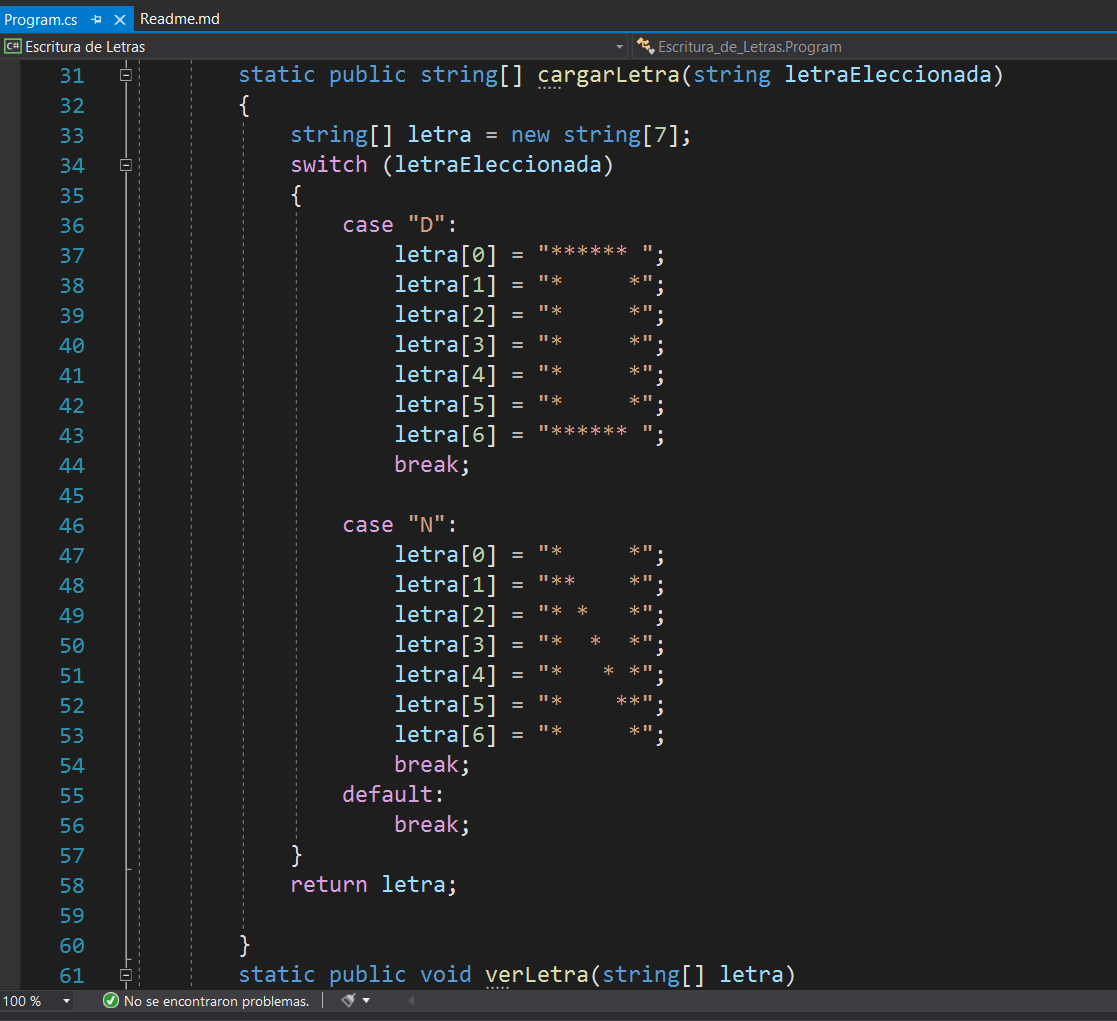 Program.cs Readme.md
C# Escritura de Letras Escritura_de_Letras.Program
31 static public string[] cargarLetra(string letraEleccionada)
32 {
33 string[] letra = new string[7];
34 switch (letraEleccionada)
35 {
36 case "D":
37 letra[0] = "****** ";
38 letra[1] = "*     *";
39 letra[2] = "*     *";
40 letra[3] = "*     *";
41 letra[4] = "*     *";
42 letra[5] = "*     *";
43 letra[6] = "****** ";
44 break;
45
46 case "N":
47 letra[0] = "*     *";
48 letra[1] = "**    *";
49 letra[2] = "* *   *";
50 letra[3] = "*  *  *";
51 letra[4] = "*   * *";
52 letra[5] = "*    **";
53 letra[6] = "*     *";
54 break;
55 default:
56 break;
57 }
58 return letra;
59
60 }
61 static public void verLetra(string[] letra)
100 % No se encontraron problemas.